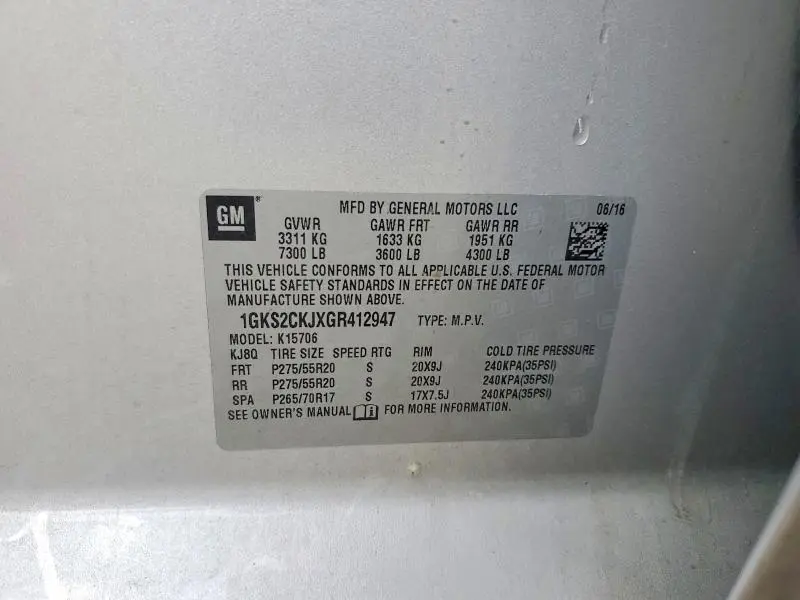 GM ®
MFD BY GENERAL MOTORS LLC 06/16
GVWR GAWR FRT GAWR RR
3311 KG 1633 KG 1951 KG
7300 LB 3600 LB 4300 LB
THIS VEHICLE CONFORMS TO ALL APPLICABLE U.S. FEDERAL MOTOR
VEHICLE SAFETY STANDARDS IN EFFECT ON THE DATE OF
MANUFACTURE SHOWN ABOVE.
1GKS2CKJXGR412947 TYPE: M.P.V.
MODEL: K15706
KJ8Q TIRE SIZE SPEED RTG RIM COLD TIRE PRESSURE
FRT P275/55R20 S 20X9J 240KPA(35PSI)
RR P275/55R20 S 20X9J 240KPA(35PSI)
SPA P265/70R17 S 17X7.5J 240KPA(35PSI)
SEE OWNER'S MANUAL FOR MORE INFORMATION.